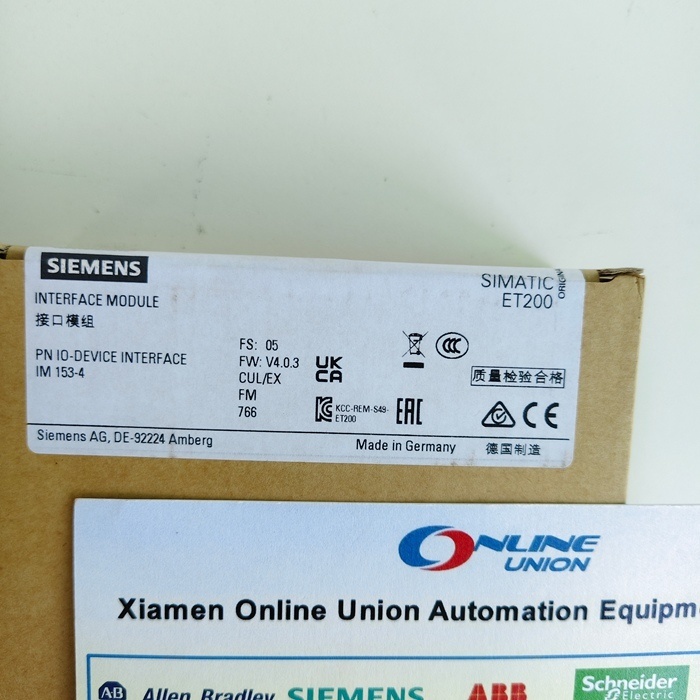 SIEMENS
SIMATIC
ET200
INTERFACE MODULE
接口模组
PN IO-DEVICE INTERFACE
IM 153-4
FS: 05
FW: V4.0.3
CUL/EX
FM
766
UK
CA
KCC-REM-S49-
ET200
EAC
CCC
质量检验合格
CE
Siemens AG, DE-92224 Amberg
Made in Germany
德国制造
ONLINE
UNION
Xiamen Online Union Automation Equipm
AB Allen Bradley SIEMENS ABB Schneider
Electric